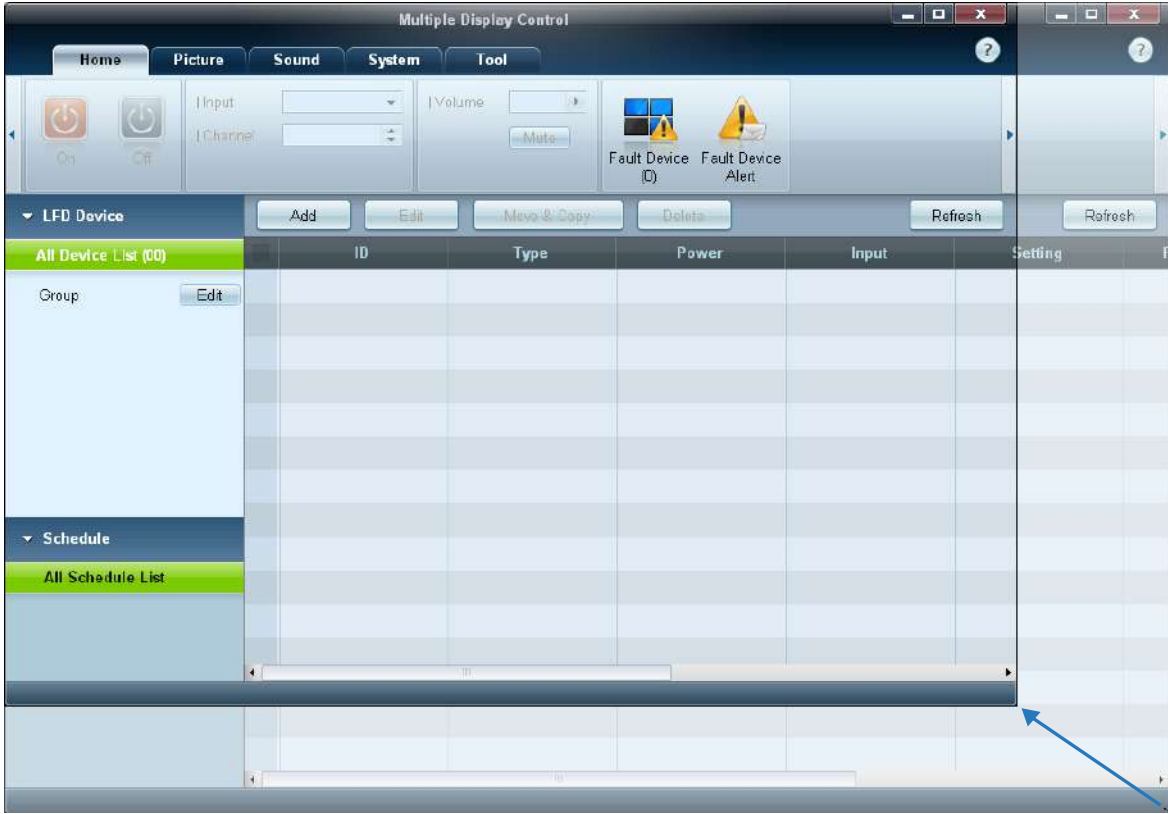 Multiple Display Control
Home Picture Sound System Tool
Input
Channel
Volume
Mute
On Off
Fault Device (0)
Fault Device Alert
LFD Device
Add Edit Move & Copy Delete Refresh Refresh
All Device List (00)
ID Type Power Input Setting
Group Edit
Schedule
All Schedule List